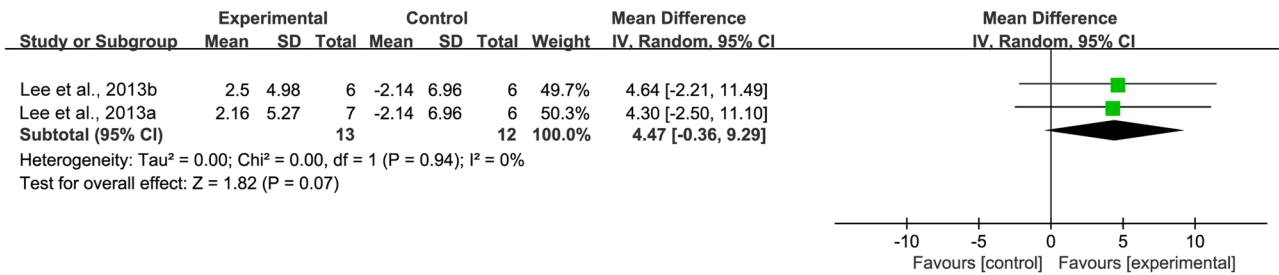 Experimental Control Mean Difference Mean Difference
Study or Subgroup Mean SD Total Mean SD Total Weight IV, Random, 95% CI IV, Random, 95% CI
Lee et al., 2013b 2.5 4.98 6 -2.14 6.96 6 49.7% 4.64 [-2.21, 11.49]
Lee et al., 2013a 2.16 5.27 7 -2.14 6.96 6 50.3% 4.30 [-2.50, 11.10]
Subtotal (95% CI) 13 12 100.0% 4.47 [-0.36, 9.29]
Heterogeneity: Tau² = 0.00; Chi² = 0.00, df = 1 (P = 0.94); I² = 0%
Test for overall effect: Z = 1.82 (P = 0.07)
-10 -5 0 5 10
Favours [control] Favours [experimental]